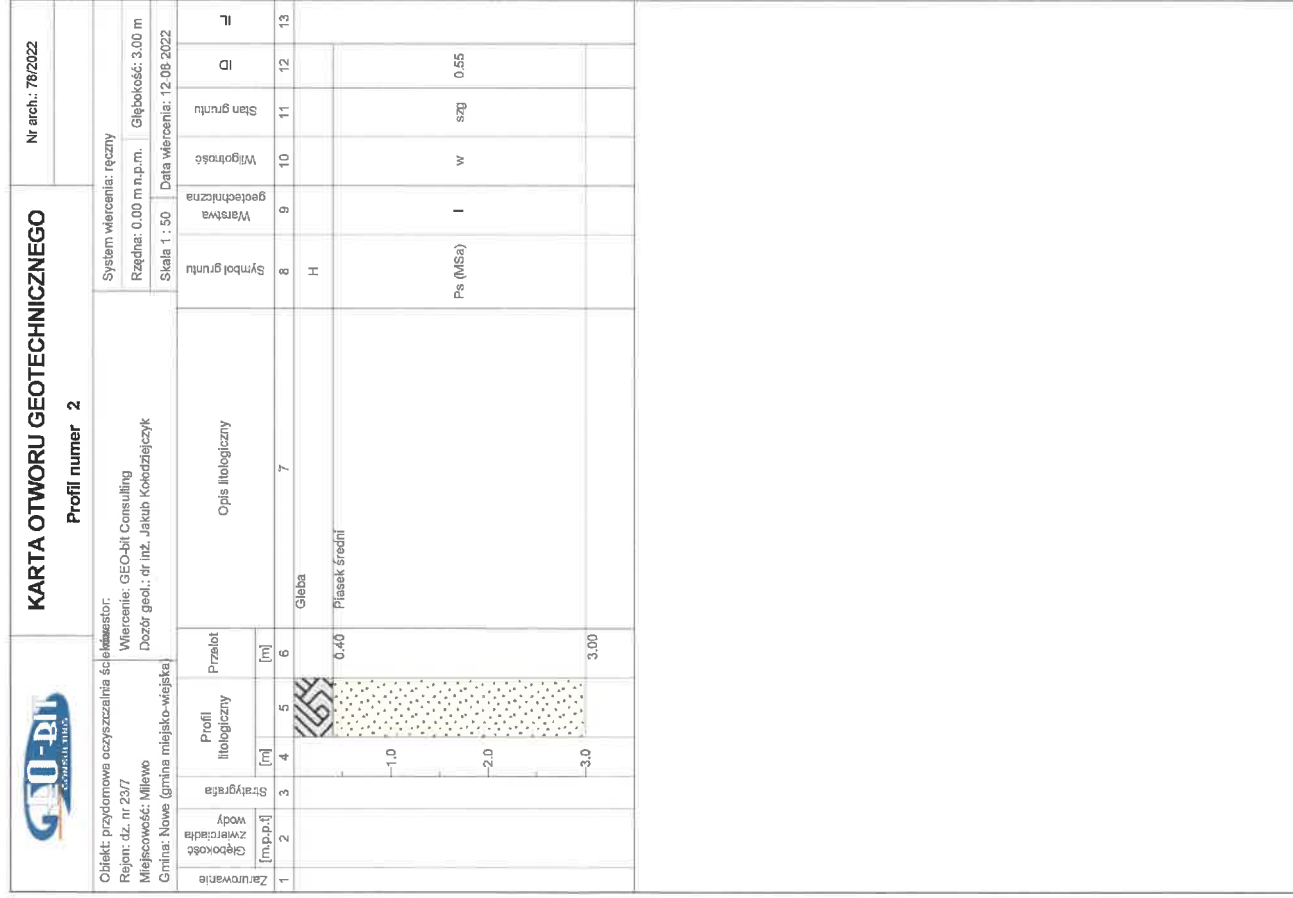 GEO-BIT
CONSULTING
KARTA OTWORU GEOTECHNICZNEGO
Profil numer 2
Nr arch.: 78/2022
Obiekt: przydomowa oczyszczalnia ścieków
Rejon: dz. nr 23/7
Miejscowość: Milewo
Gmina: Nowe (gmina miejsko-wiejska)
Inwestor:
Wiercenie: GEO-bit Consulting
Dozór geol.: dr inż. Jakub Kołodziejczyk
System wiercenia: ręczny
Rzędna: 0.00 m n.p.m. Głębokość: 3.00 m
Skala 1 : 50 Data wiercenia: 12-08-2022
Zarurowanie
Głębokość zwierciadła wody
[m.p.p.t]
Stratygrafia
Profil litologiczny
[m]
Przelot
[m]
Opis litologiczny
Symbol gruntu
Warstwa geotechniczna
Wilgotność
Stan gruntu
ID
IL
1 2 3 4 5 6 7 8 9 10 11 12 13
Gleba H
0.40
Piasek średni
1.0
2.0
Ps (MSa) I w szg 0.55
3.0
3.00